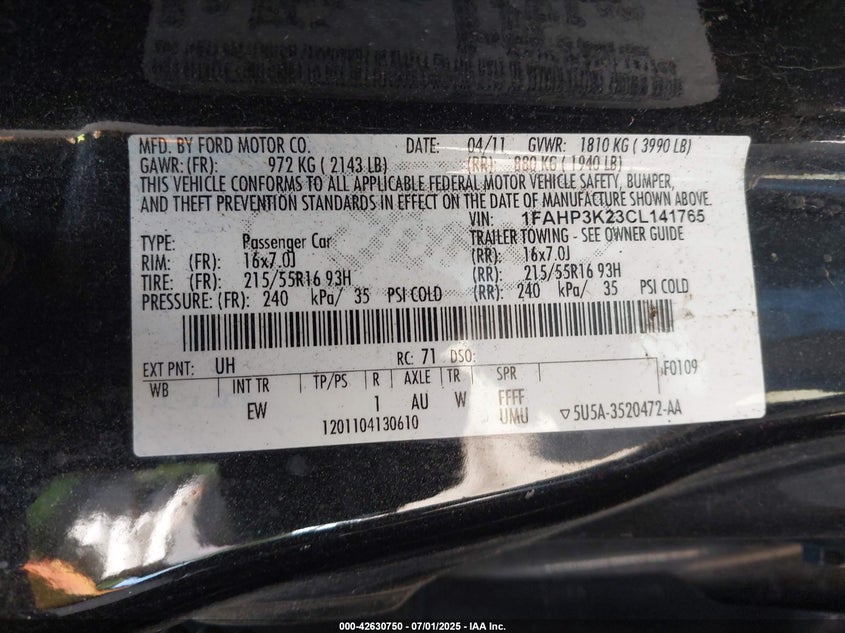 MFD. BY FORD MOTOR CO. DATE: 04/11 GVWR: 1810 KG ( 3990 LB)
GAWR: (FR): 972 KG ( 2143 LB) (RR): 880 KG ( 1940 LB)
THIS VEHICLE CONFORMS TO ALL APPLICABLE FEDERAL MOTOR VEHICLE SAFETY, BUMPER,
AND THEFT PREVENTION STANDARDS IN EFFECT ON THE DATE OF MANUFACTURE SHOWN ABOVE.
VIN: 1FAHP3K23CL141765
TYPE: Passenger Car TRAILER TOWING - SEE OWNER GUIDE
RIM: (FR): 16x7.0J (RR): 16x7.0J
TIRE: (FR): 215/55R16 93H (RR): 215/55R16 93H
PRESSURE: (FR): 240 kPa/ 35 PSI COLD (RR): 240 kPa/ 35 PSI COLD
EXT PNT: UH RC: 71 DSO: F0109
WB INT TR TP/PS R AXLE TR SPR
EW 1 AU W FFFF
UMU ▽5U5A-3520472-AA
1201104130610
000-42630750 - 07/01/2025 - IAA Inc.